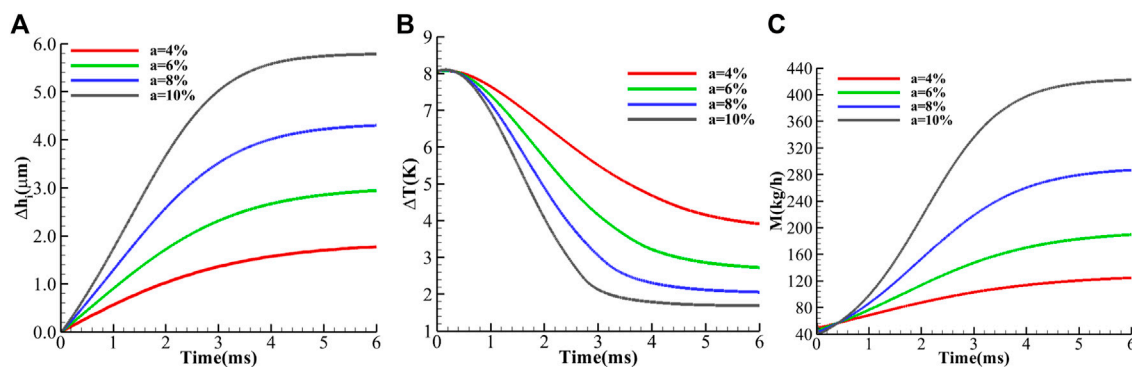 A
Δhᵢ(μm)
6.0
5.0
4.0
3.0
2.0
1.0
0.0
a=4%
a=6%
a=8%
a=10%
0 1 2 3 4 5 6
Time(ms)
B
ΔT(K)
9
8
7
6
5
4
3
2
1
a=4%
a=6%
a=8%
a=10%
0 1 2 3 4 5 6
Time(ms)
C
M(kg/h)
440
400
360
320
280
240
200
160
120
80
40
a=4%
a=6%
a=8%
a=10%
0 1 2 3 4 5 6
Time(ms)